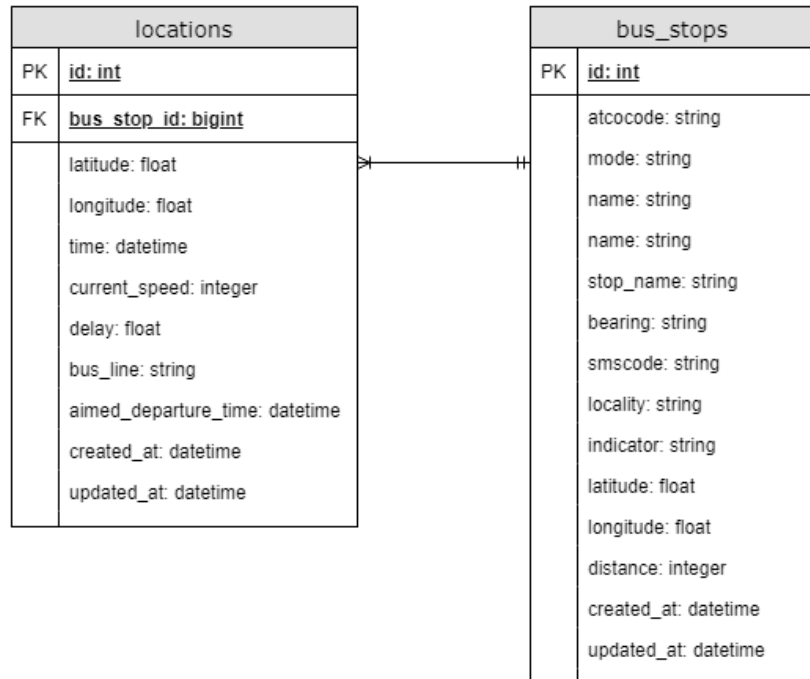 locations
PK id: int
FK bus_stop_id: bigint
latitude: float
longitude: float
time: datetime
current_speed: integer
delay: float
bus_line: string
aimed_departure_time: datetime
created_at: datetime
updated_at: datetime
bus_stops
PK id: int
atcocode: string
mode: string
name: string
name: string
stop_name: string
bearing: string
smscode: string
locality: string
indicator: string
latitude: float
longitude: float
distance: integer
created_at: datetime
updated_at: datetime